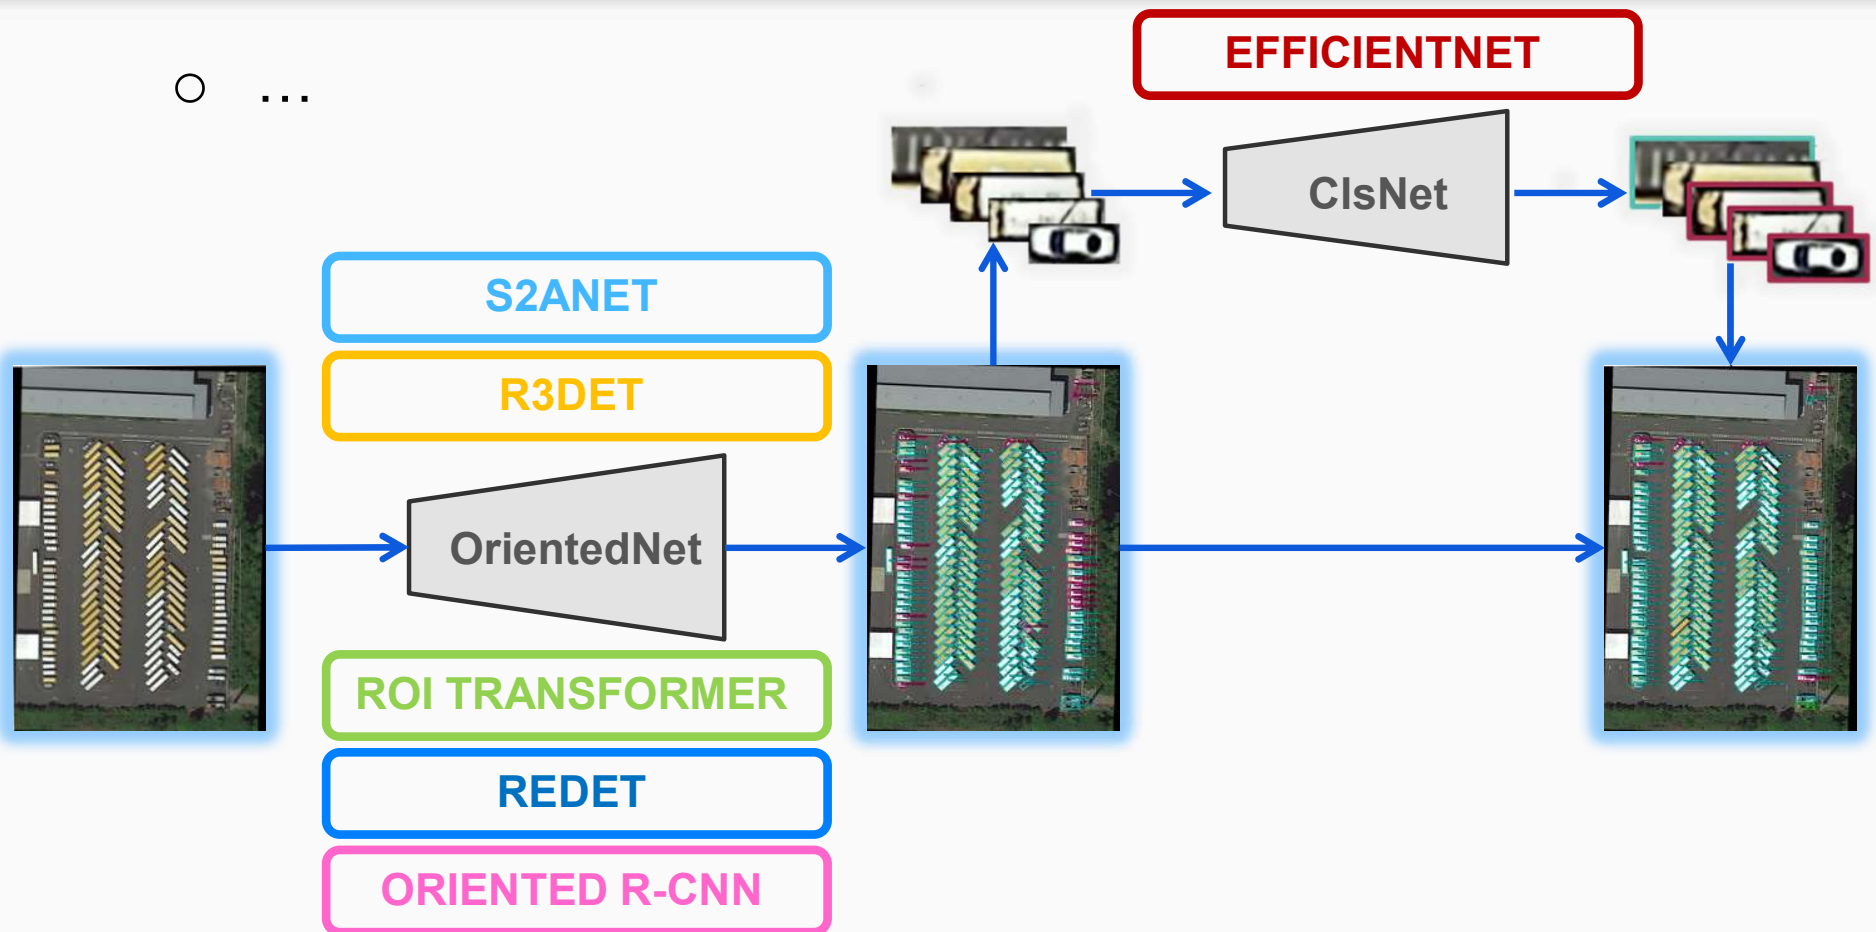 …
EFFICIENTNET
ClsNet
S2ANET
R3DET
OrientedNet
ROI TRANSFORMER
REDET
ORIENTED R-CNN